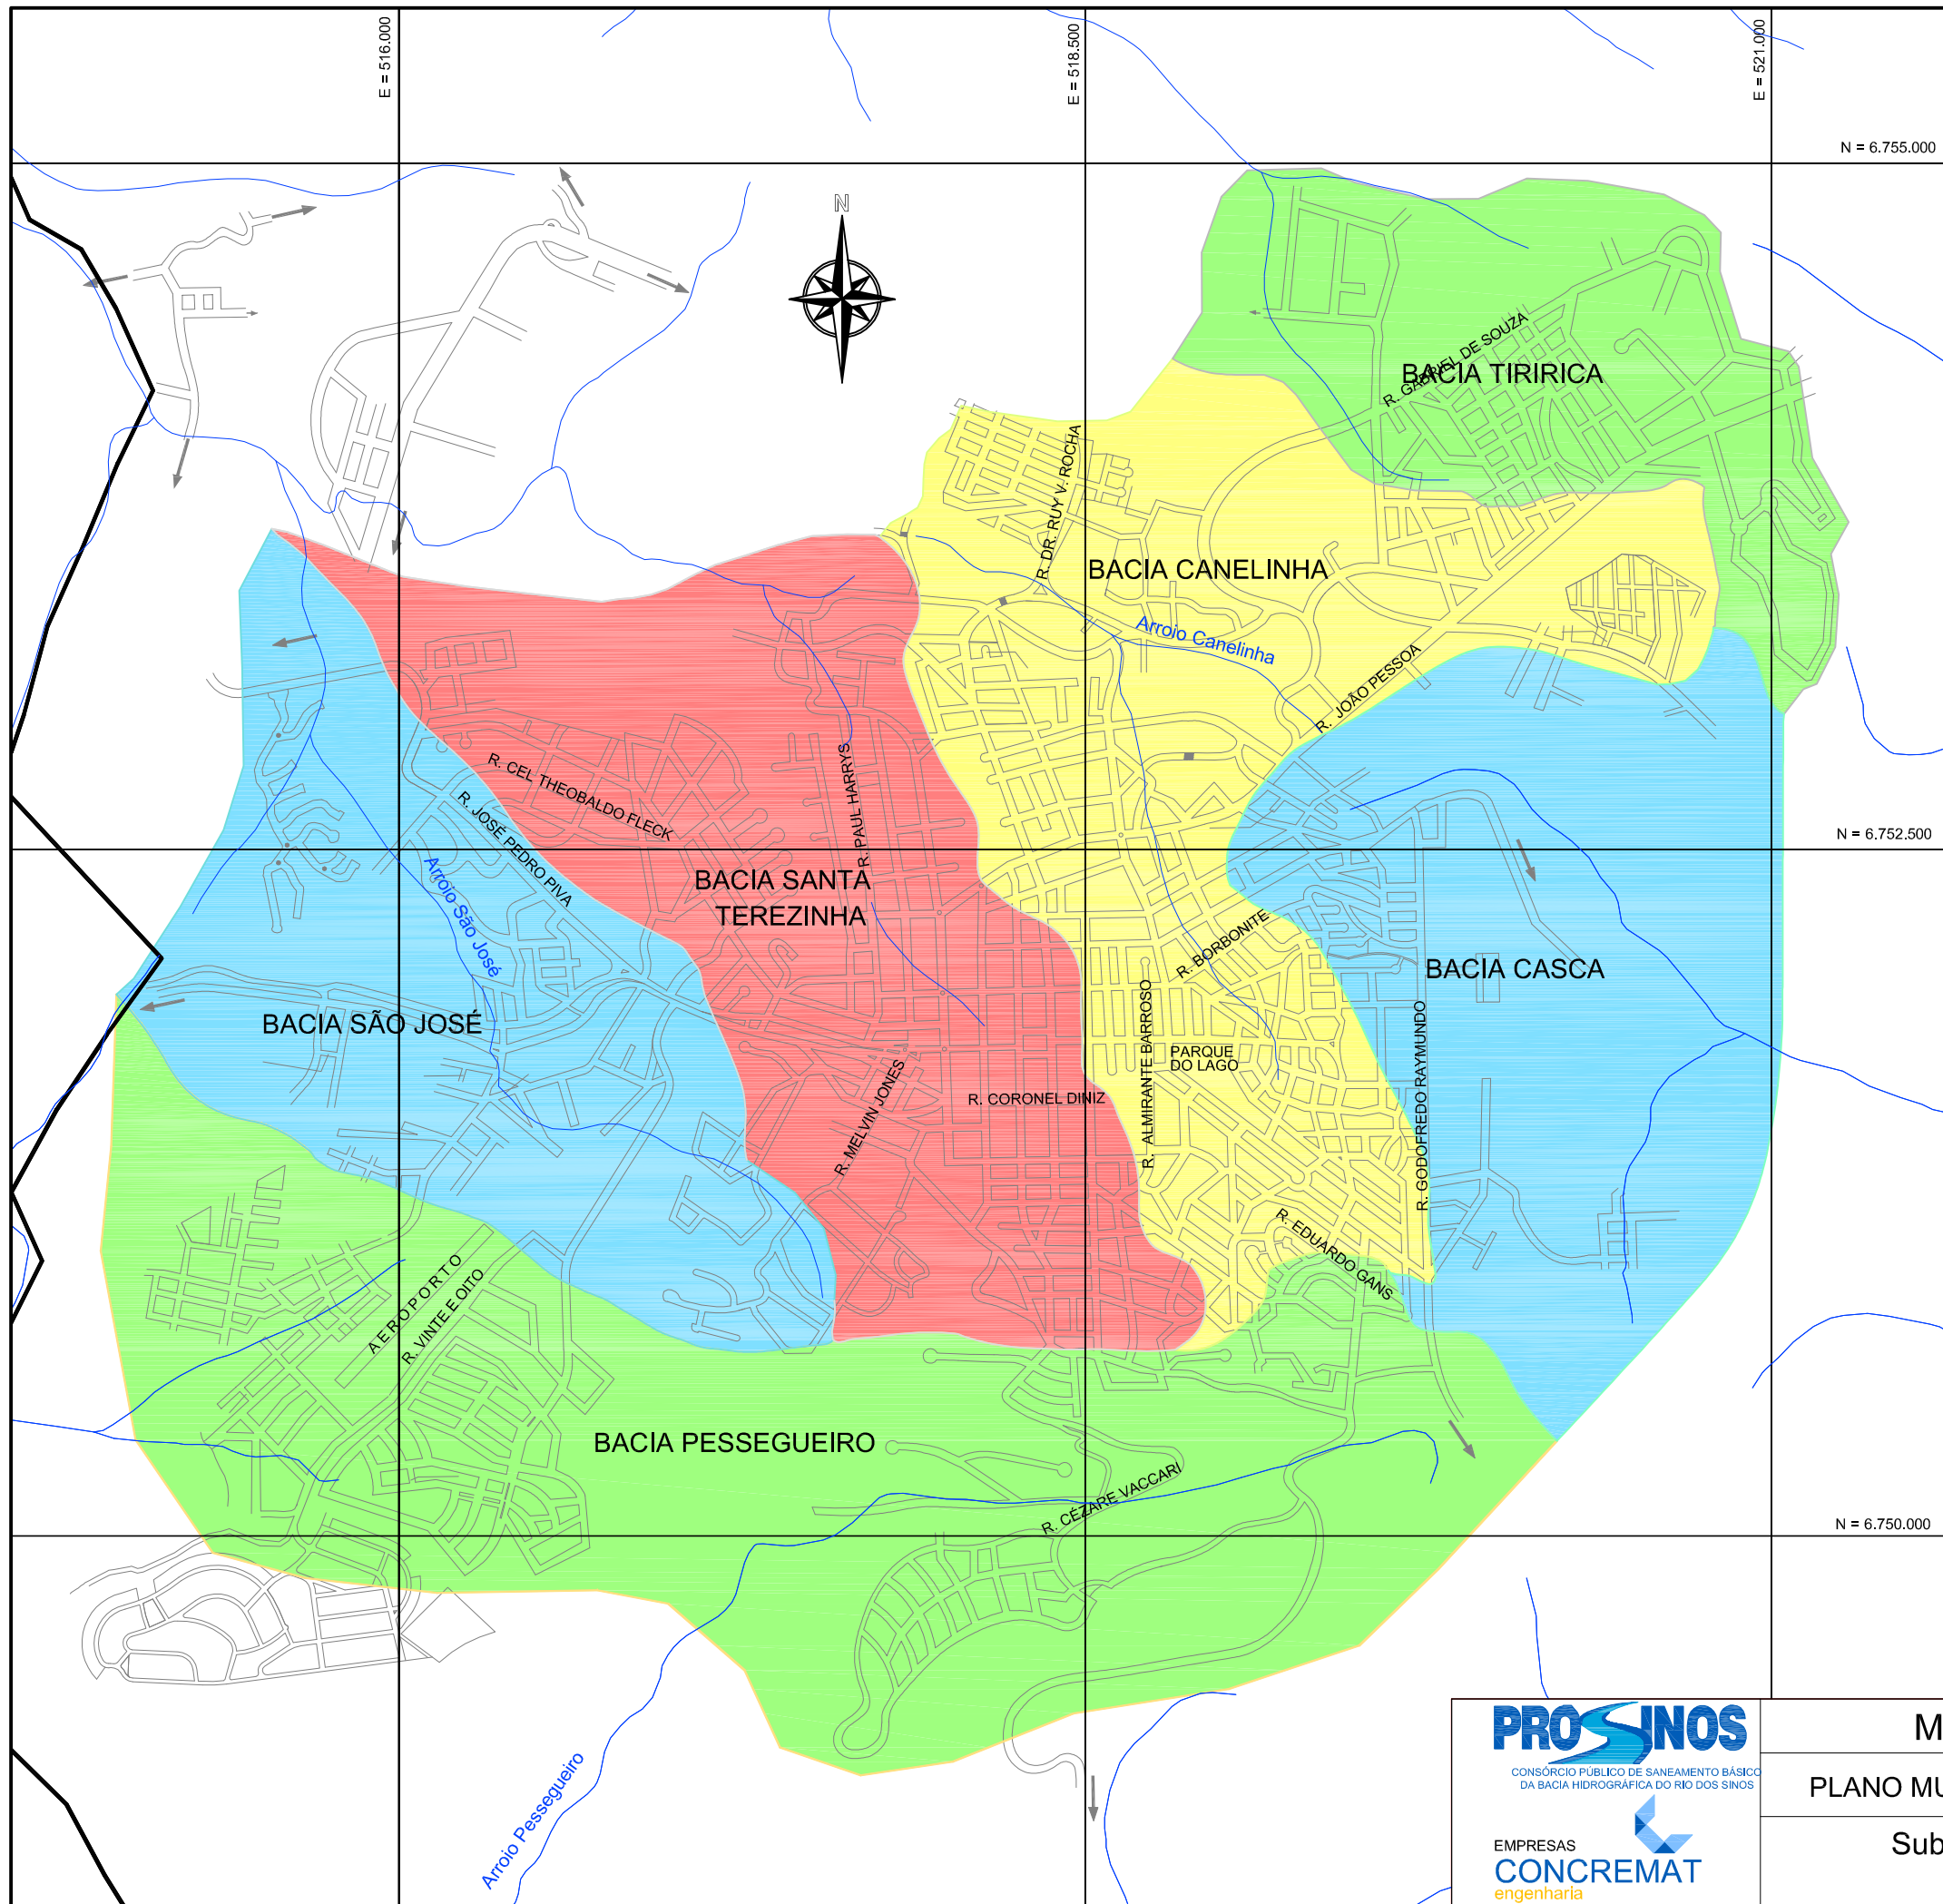 E = 516.000
E = 518.500
E = 521.000
N = 6.755.000
N
R. GABRIEL DE SOUZA
BACIA TIRIRICA
R. DR. RUY V. ROCHA
BACIA CANELINHA
Arroio Canelinha
R. JOÃO PESSOA
R. CEL THEOBALDO FLECK
R. PAUL HARRYS
R. JOSÉ PEDRO PIVA
N = 6.752.500
BACIA SANTA
TEREZINHA
Arroio São José
R. BORBONITE
BACIA CASCA
BACIA SÃO JOSÉ
R. ALMIRANTE BARROSO
PARQUE
DO LAGO
R. GODOFREDO RAYMUNDO
R. MELVIN JONES
R. CORONEL DINIZ
R. EDUARDO GANS
AEROPORTO
R. VINTE E OITO
BACIA PESSEGUEIRO
R. CÉZARE VACCARI
N = 6.750.000
Arroio Pessegueiro
PROSINOS
CONSÓRCIO PÚBLICO DE SANEAMENTO BÁSICO
DA BACIA HIDROGRÁFICA DO RIO DOS SINOS
EMPRESAS
CONCREMAT
engenharia
M
PLANO MU
Sub